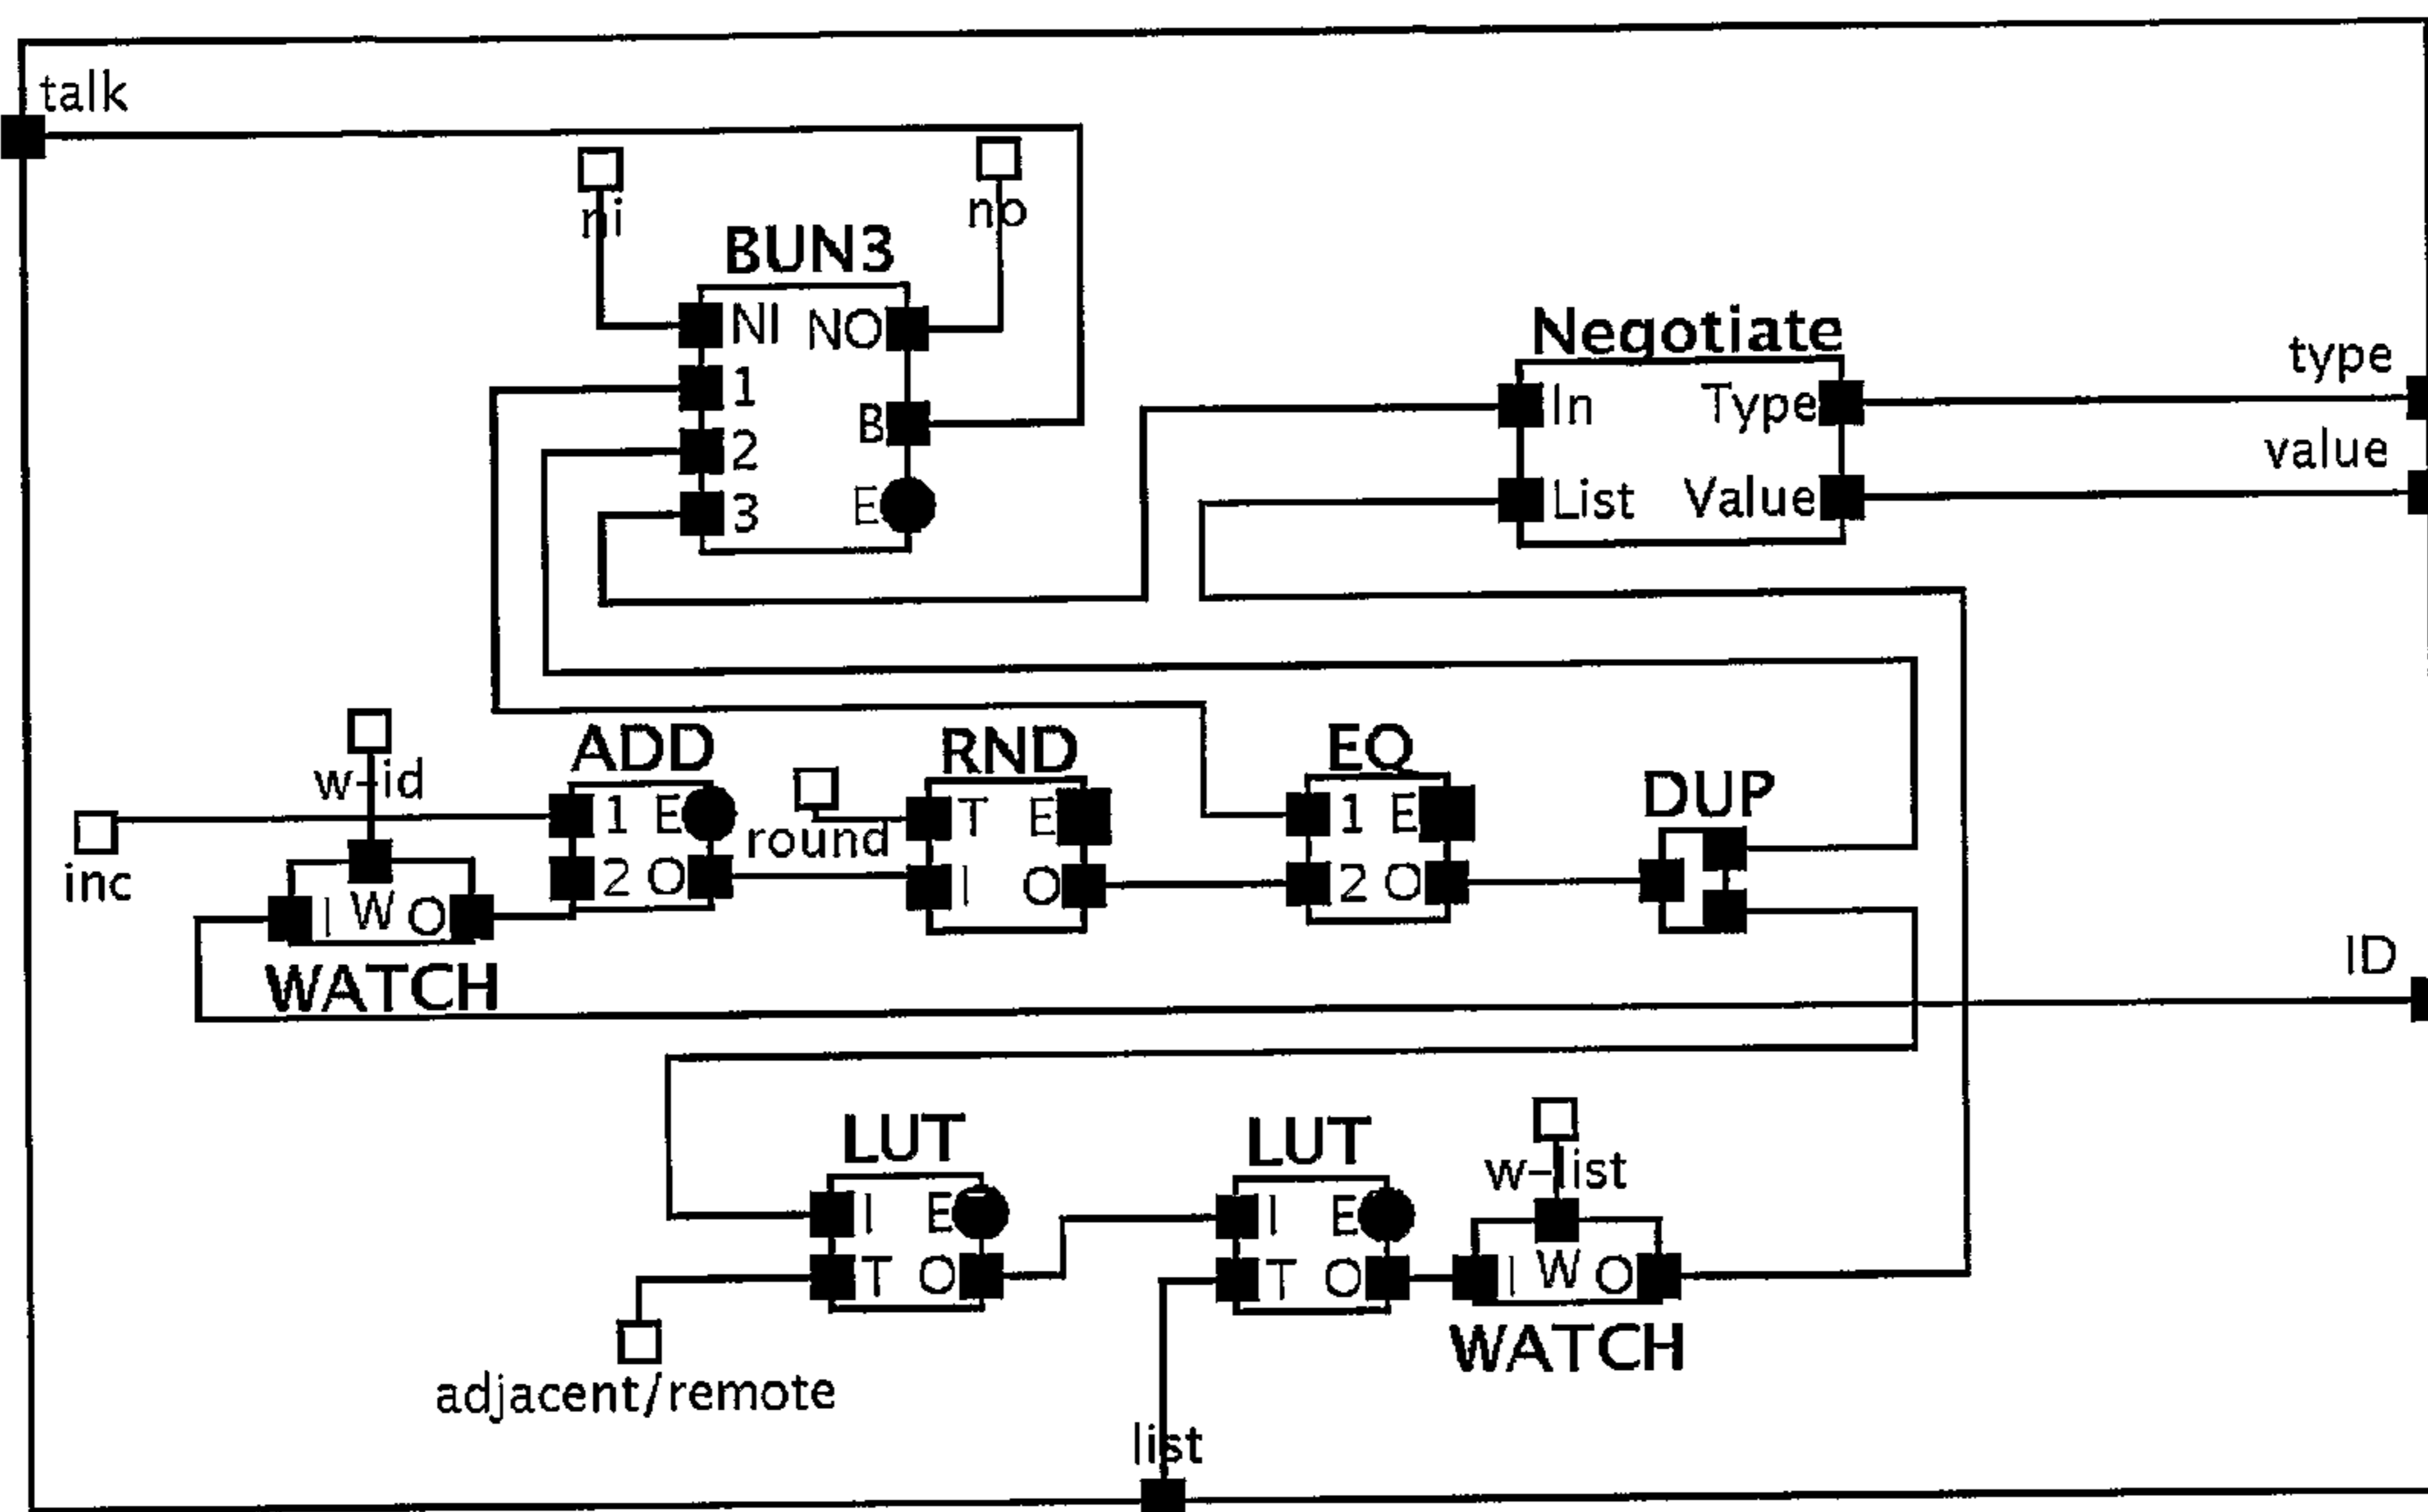 talk
ni
no
BUN3
NI NO
1
B
2
3
E
Negotiate
In Type
List Value
type
value
w-id
inc
I W O
WATCH
ADD
1 E
2 O
round
RND
T E
I O
EQ
1 E
2 O
DUP
ID
LUT
I E
T O
adjacent/remote
LUT
I E
T O
w-list
I W O
WATCH
list